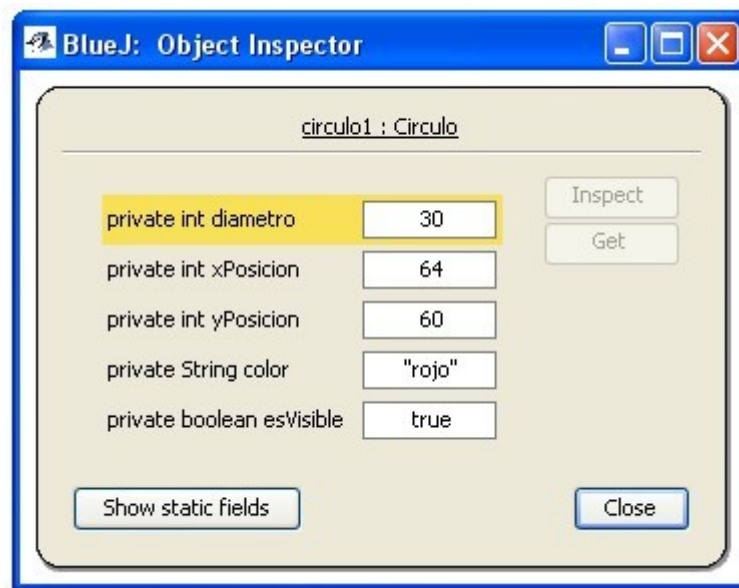 BlueJ: Object Inspector
circulo1 : Circulo
private int diametro 30
Inspect
Get
private int xPosicion 64
private int yPosicion 60
private String color "rojo"
private boolean esVisible true
Show static fields Close